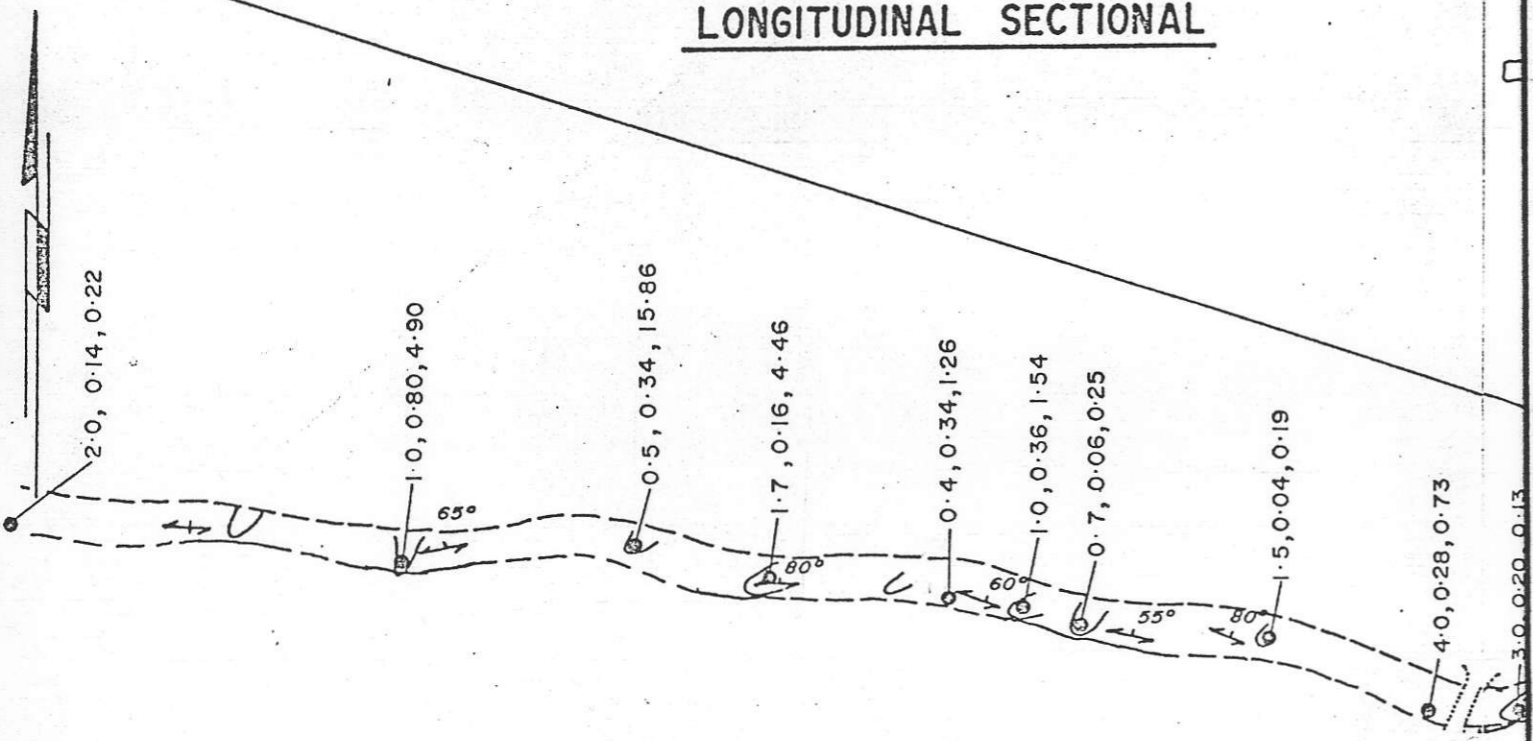 LONGITUDINAL SECTIONAL
2·0, 0·14, 0·22
1·0, 0·80, 4·90
0·5, 0·34, 15·86
1·7, 0·16, 4·46
0·4, 0·34, 1·26
1·0, 0·36, 1·54
0·7, 0·06, 0·25
1·5, 0·04, 0·19
4·0, 0·28, 0·73
3·0, 0·20, 0·13
65°
80°
60°
55°
80°